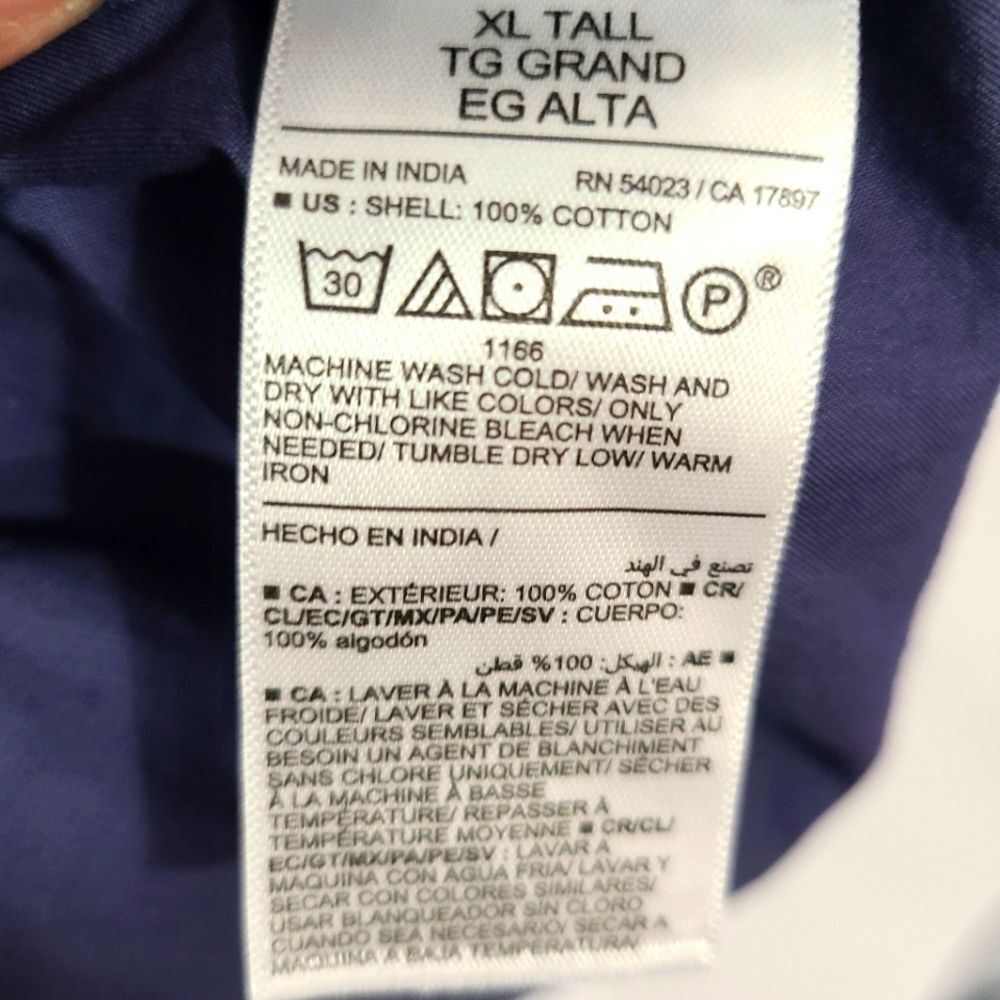 XL TALL
TG GRAND
EG ALTA
MADE IN INDIA RN 54023 / CA 17897
■ US : SHELL: 100% COTTON
30 P ®
1166
MACHINE WASH COLD/ WASH AND
DRY WITH LIKE COLORS/ ONLY
NON-CHLORINE BLEACH WHEN
NEEDED/ TUMBLE DRY LOW/ WARM
IRON
HECHO EN INDIA /
تصنع في الهند
■ CA : EXTÉRIEUR: 100% COTON ■ CR/
CL/EC/GT/MX/PA/PE/SV : CUERPO:
100% algodón
■ AE : الهيكل: 100% قطن
■ CA : LAVER À LA MACHINE À L'EAU
FROIDE/ LAVER ET SÉCHER AVEC DES
COULEURS SEMBLABLES/ UTILISER AU
BESOIN UN AGENT DE BLANCHIMENT
SANS CHLORE UNIQUEMENT/ SÉCHER
À LA MACHINE À BASSE
TEMPÉRATURE/ REPASSER À
TEMPÉRATURE MOYENNE ■ CR/CL/
EC/GT/MX/PA/PE/SV : LAVAR A
MAQUINA CON AGUA FRIA/ LAVAR Y
SECAR CON COLORES SIMILARES/
USAR BLANQUEADOR SIN CLORO
CUANDO SEA NECESARIO/ SECAR A
MAQUINA A BAJA TEMPERATURA/